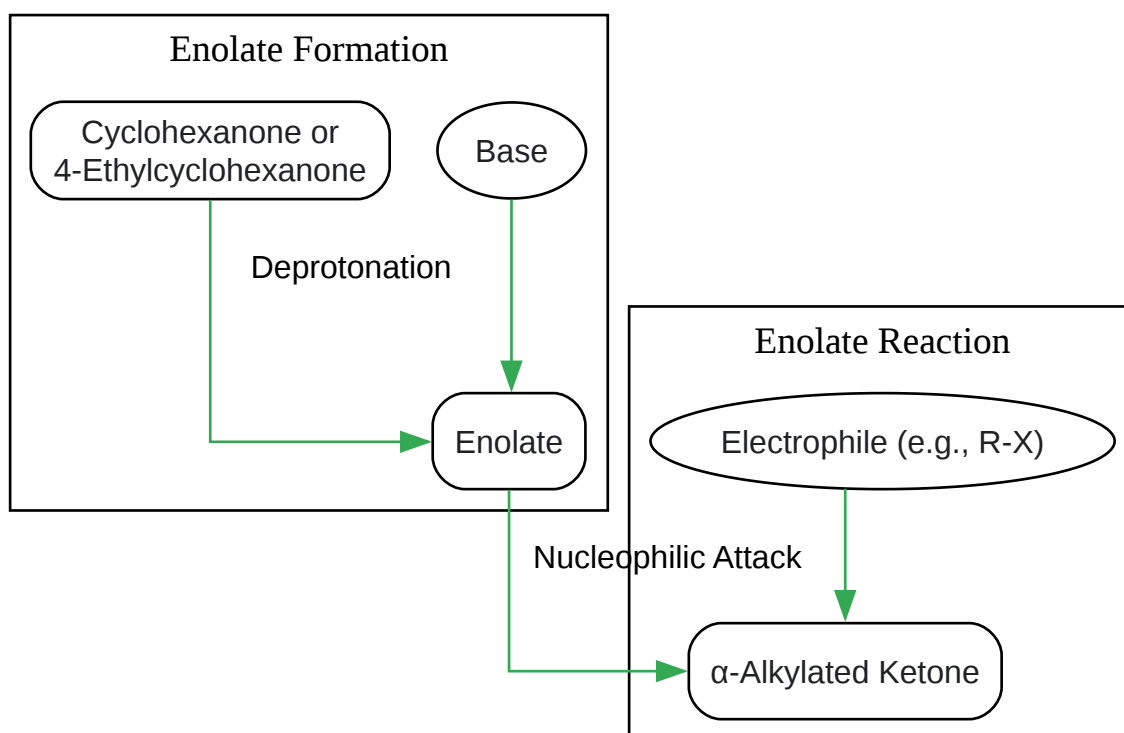 Enolate Formation
Cyclohexanone or
4-Ethylcyclohexanone
Base
Deprotonation
Enolate
Enolate Reaction
Electrophile (e.g., R-X)
Nucleophilic Attack
α-Alkylated Ketone